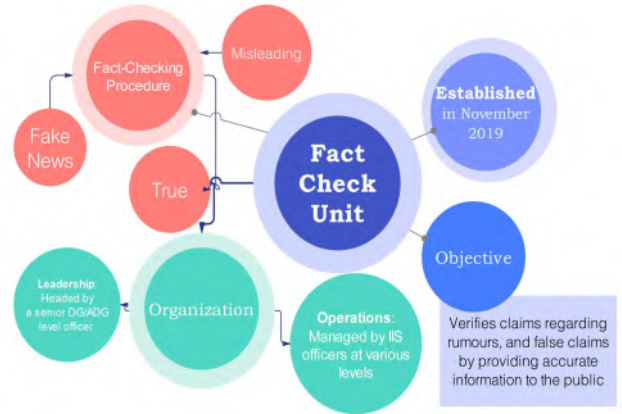 Fact-Checking
Procedure
Misleading
Fake
News
True
Fact
Check
Unit
Established
in November
2019
Objective
Verifies claims regarding
rumours, and false claims
by providing accurate
information to the public
Organization
Leadership:
Headed by
a senior DG/ADG
level officer
Operations:
Managed by IIS
officers at various
levels